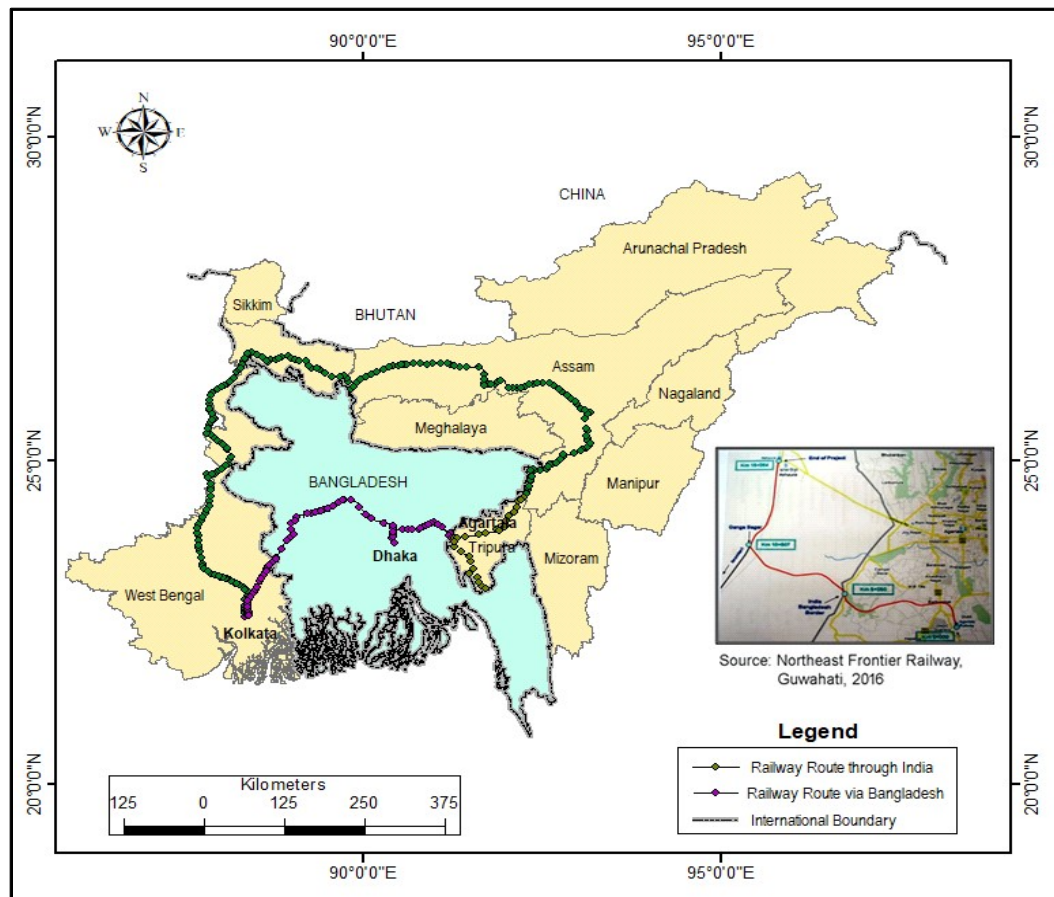 90°0'0"E
95°0'0"E
30°0'0"N
30°0'0"N
N
W
E
S
CHINA
Arunachal Pradesh
Sikkim
BHUTAN
Assam
Nagaland
Meghalaya
25°0'0"N
25°0'0"N
BANGLADESH
Manipur
Agartala
Dhaka
Tripura
Mizoram
West Bengal
Kolkata
End of Project
Ganga Sagar
India
Bangladesh
Border
Source: Northeast Frontier Railway,
Guwahati, 2016
Legend
Railway Route through India
Railway Route via Bangladesh
International Boundary
Kilometers
125 0 125 250 375
20°0'0"N
20°0'0"N
90°0'0"E
95°0'0"E